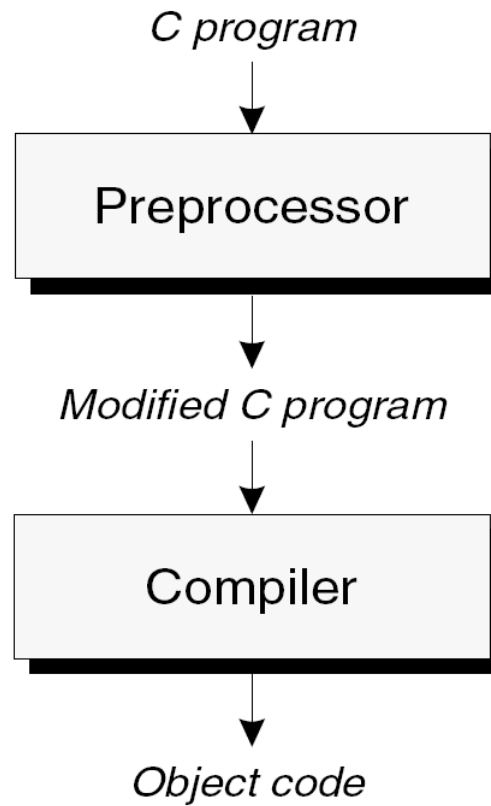 C program
Preprocessor
Modified C program
Compiler
Object code